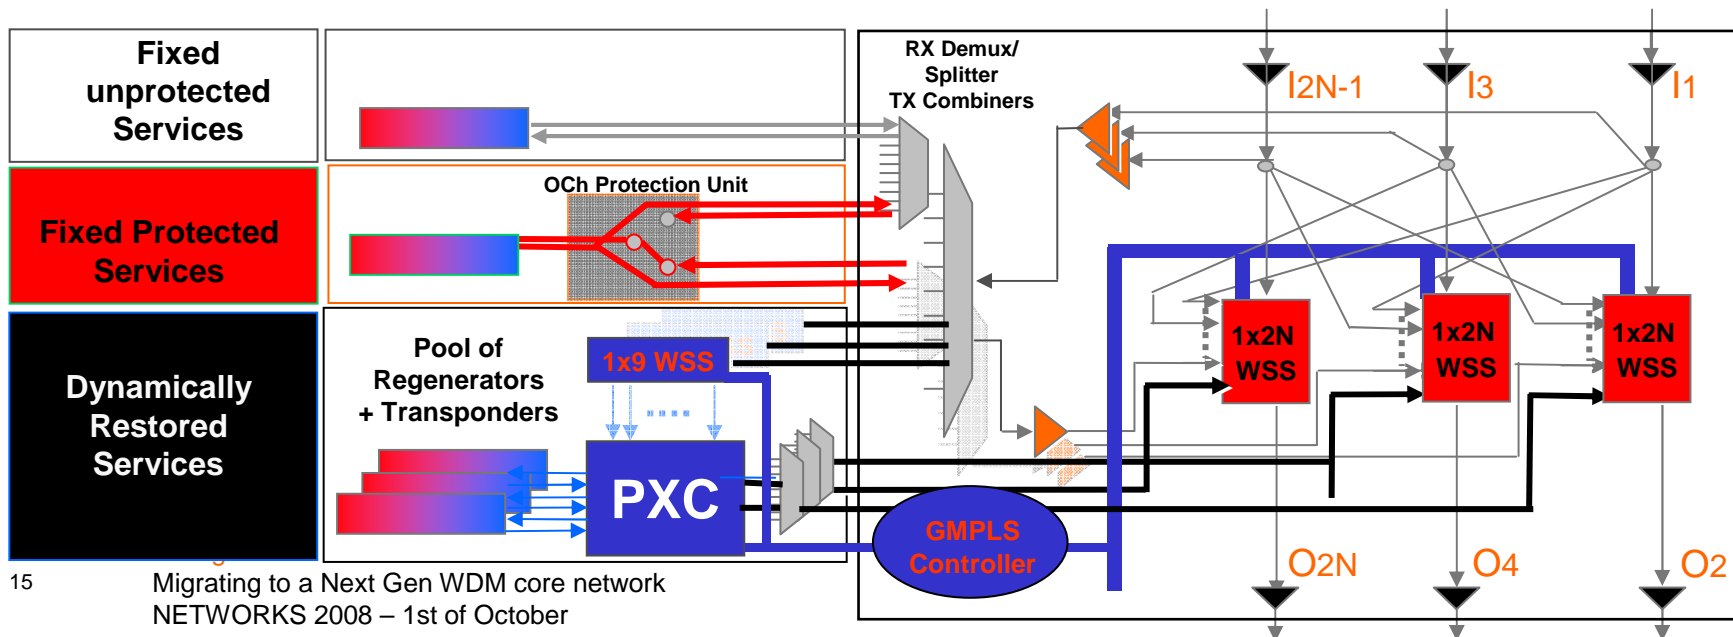 Fixed
unprotected
Services
RX Demux/
Splitter
TX Combiners
I2N-1
I3
I1
OCh Protection Unit
Fixed Protected
Services
Dynamically
Restored
Services
Pool of
Regenerators
+ Transponders
1x9 WSS
PXC
GMPLS
Controller
1x2N
WSS
1x2N
WSS
1x2N
WSS
O2N
O4
O2
15
Migrating to a Next Gen WDM core network
NETWORKS 2008 – 1st of October